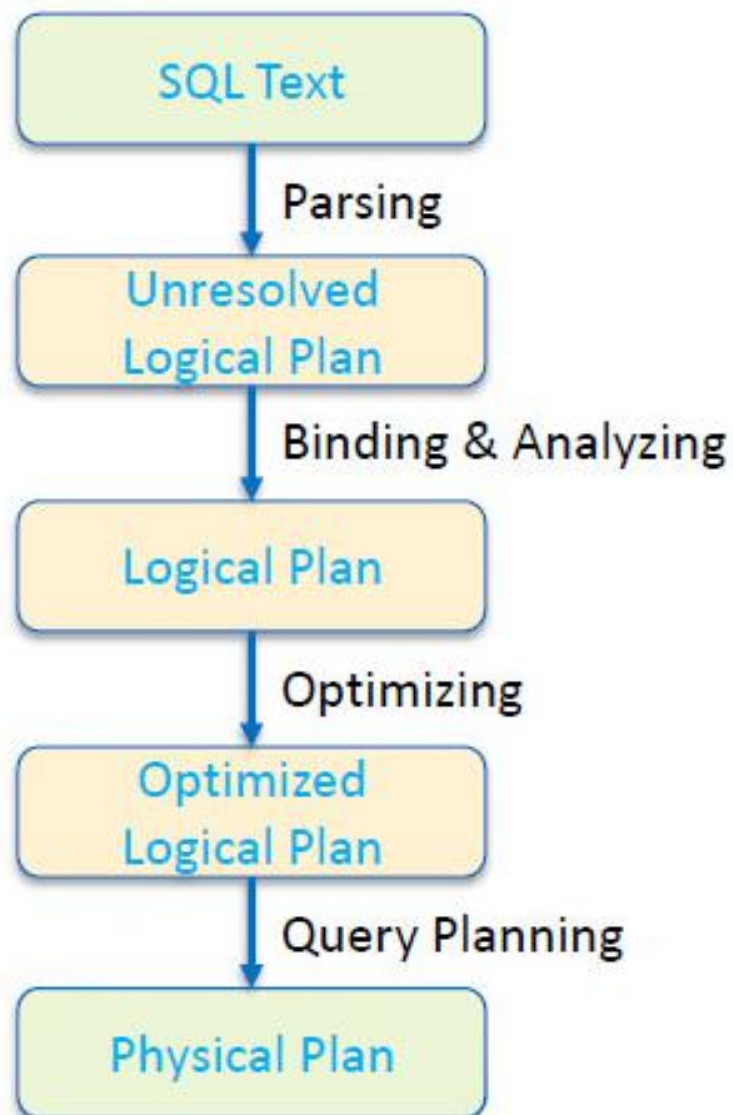 SQL Text
Parsing
Unresolved
Logical Plan
Binding & Analyzing
Logical Plan
Optimizing
Optimized
Logical Plan
Query Planning
Physical Plan